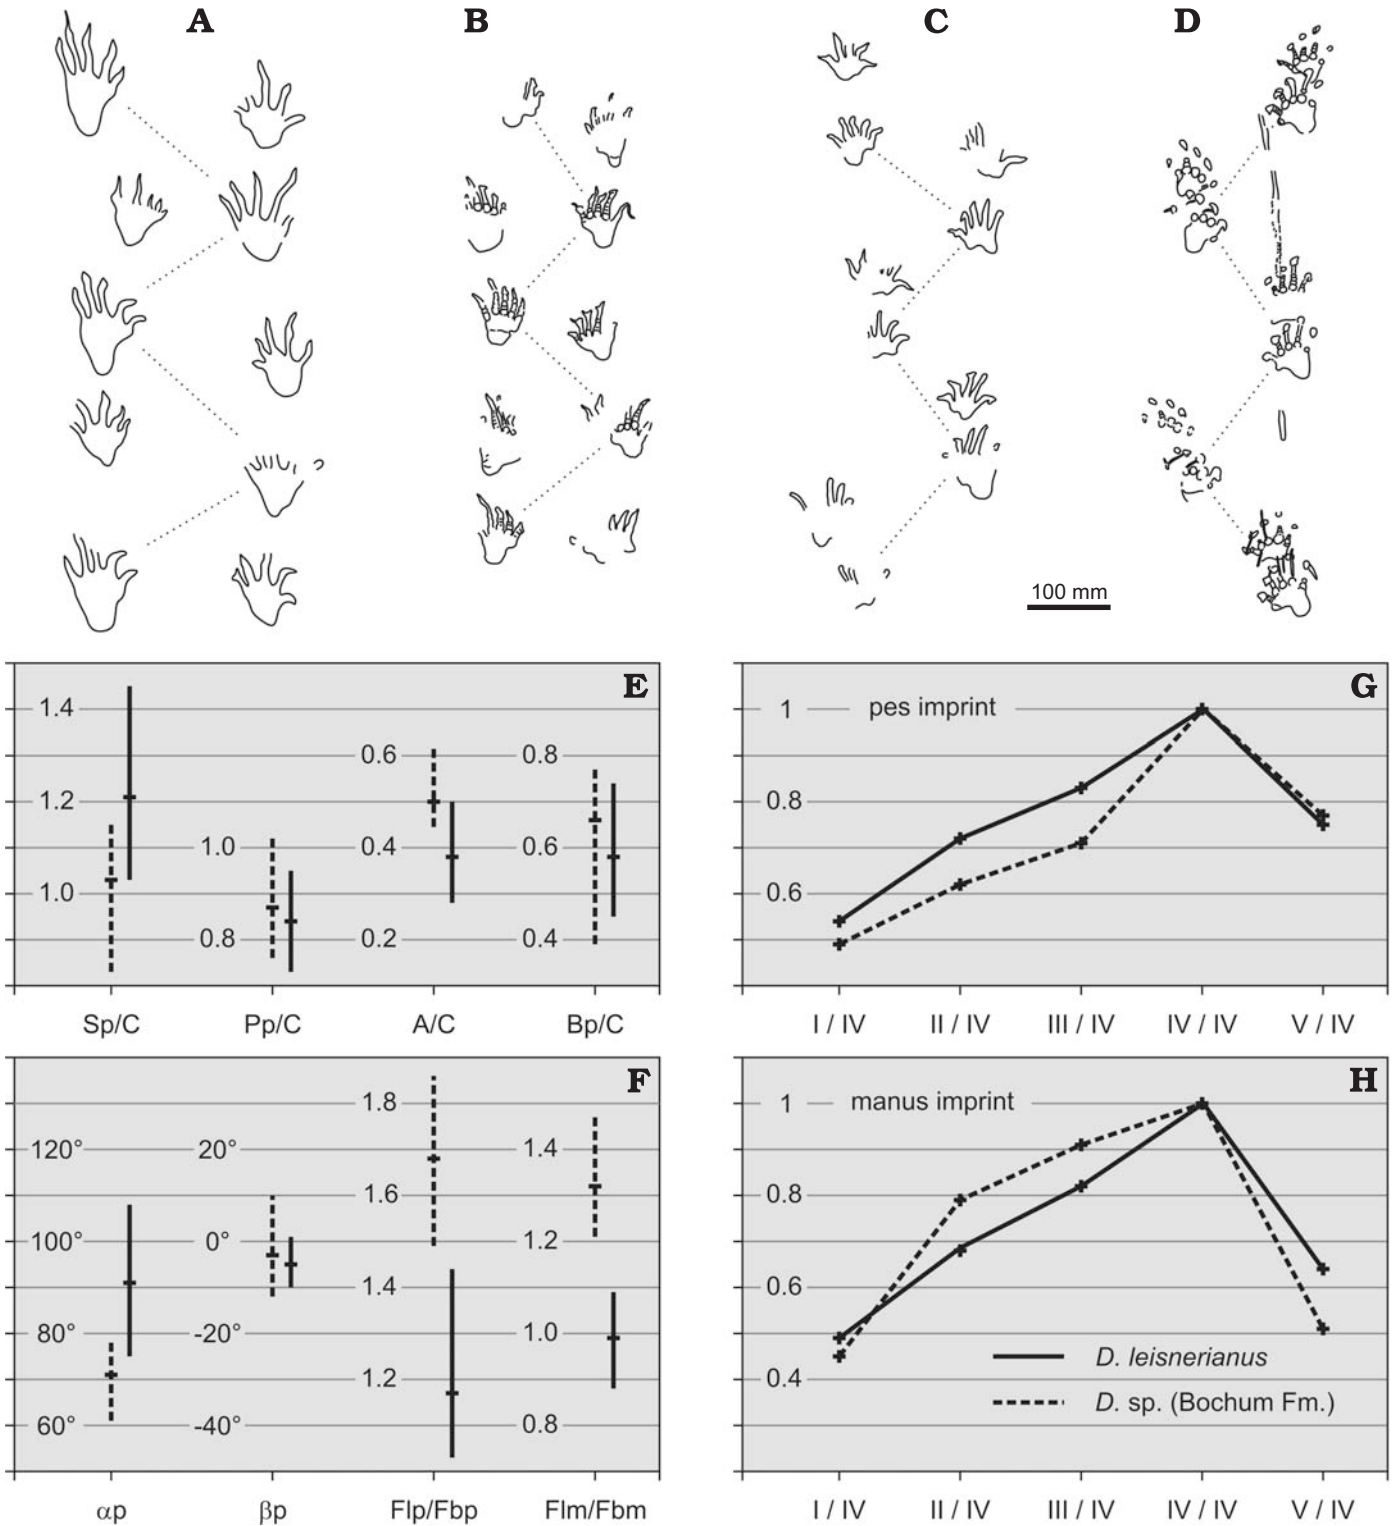 A B C D
100 mm
E
1.4 1.2 1.0
1.0 0.8
0.6 0.4 0.2
0.8 0.6 0.4
Sp/C Pp/C A/C Bp/C
G
pes imprint
1 0.8 0.6
I / IV II / IV III / IV IV / IV V / IV
F
120° 100° 80° 60°
20° 0° -20° -40°
1.8 1.6 1.4 1.2
1.4 1.2 1.0 0.8
αp βp Flp/Fbp Flm/Fbm
H
manus imprint
1 0.8 0.6 0.4
D. leisnerianus
D. sp. (Bochum Fm.)
I / IV II / IV III / IV IV / IV V / IV